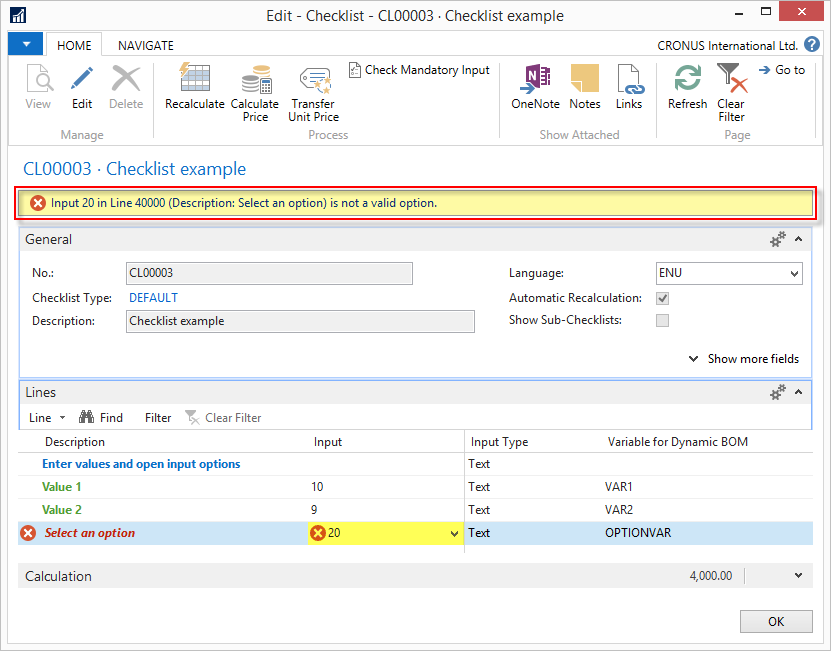 Edit - Checklist - CL00003 · Checklist example
HOME NAVIGATE CRONUS International Ltd. ?
View Edit Delete
Manage
Recalculate Calculate Price Transfer Unit Price Check Mandatory Input
Process
OneNote Notes Links
Show Attached
Refresh Clear Filter Go to
Page
CL00003 · Checklist example
Input 20 in Line 40000 (Description: Select an option) is not a valid option.
General
No.: CL00003 Language: ENU
Checklist Type: DEFAULT Automatic Recalculation:
Description: Checklist example Show Sub-Checklists:
Show more fields
Lines
Line Find Filter Clear Filter
Description Input Input Type Variable for Dynamic BOM
Enter values and open input options Text
Value 1 10 Text VAR1
Value 2 9 Text VAR2
Select an option 20 Text OPTIONVAR
Calculation 4,000.00
OK